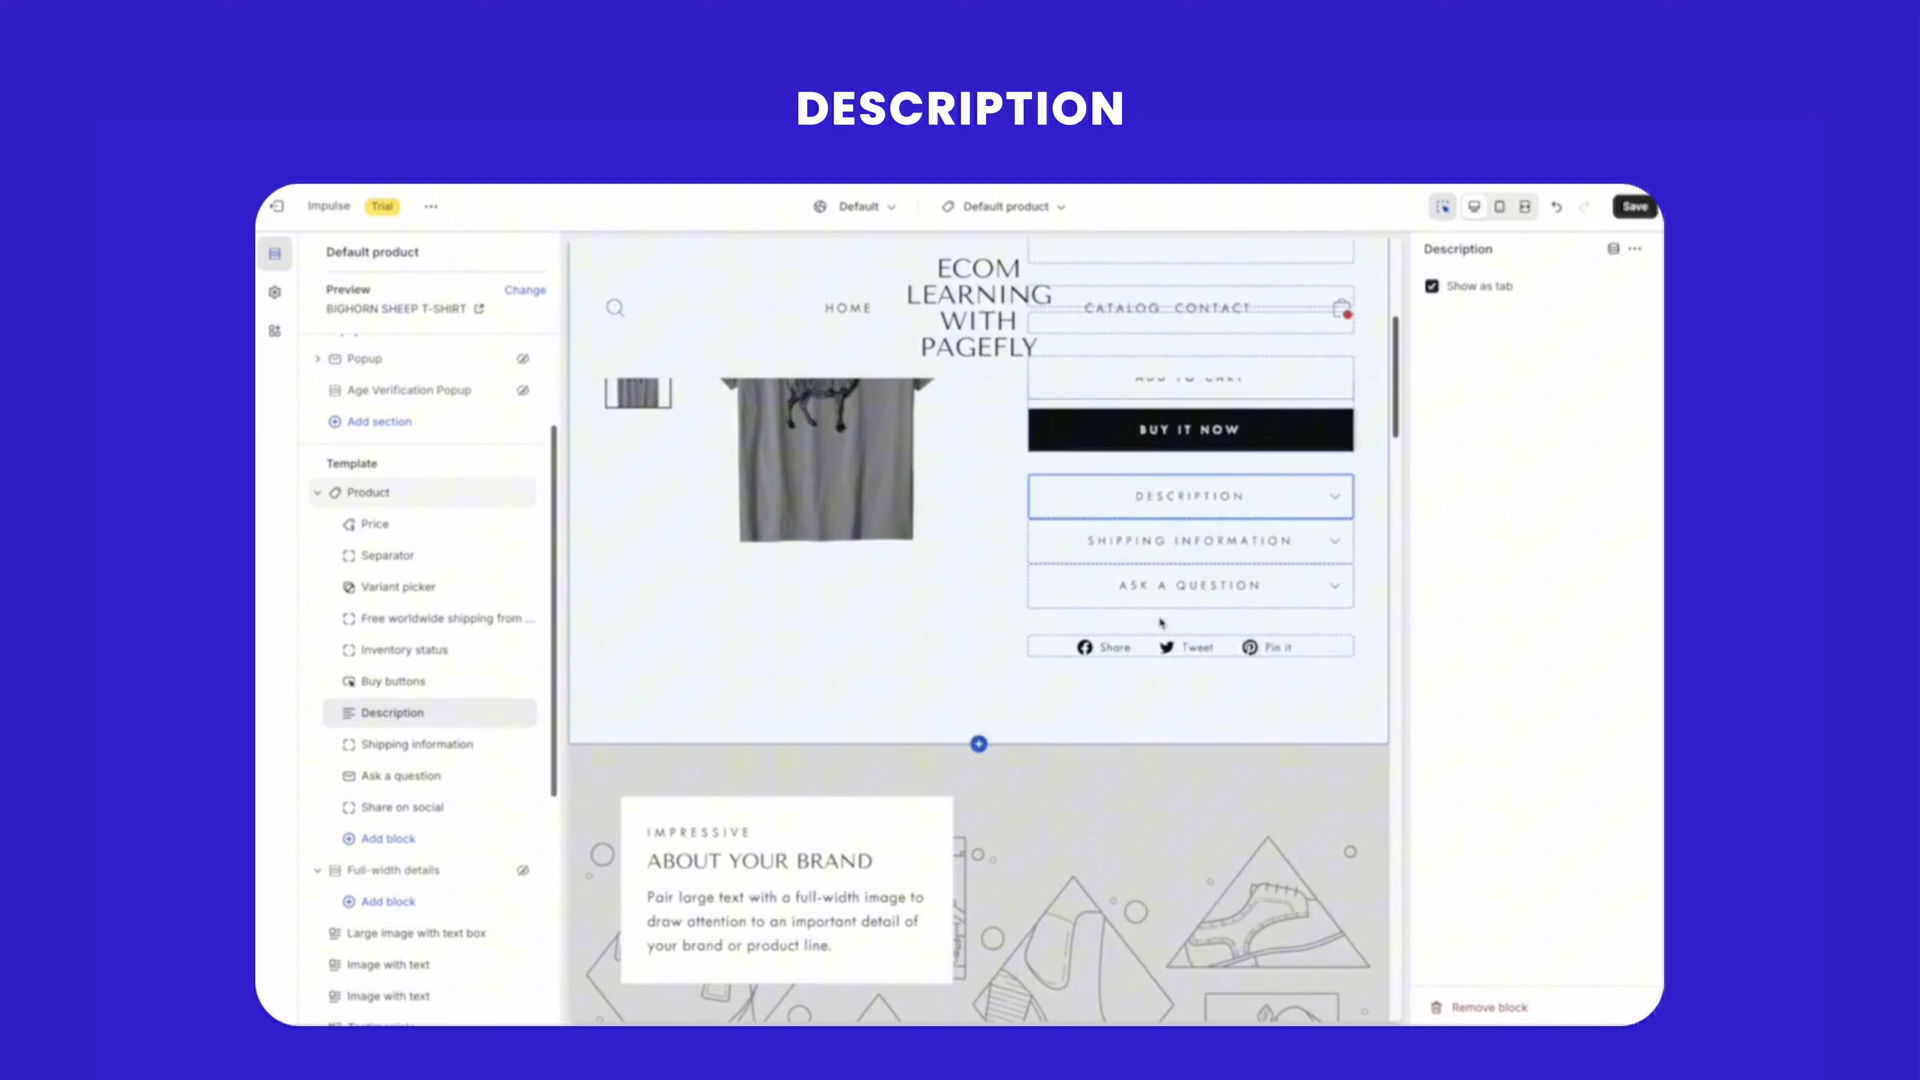 DESCRIPTION
Impulse
Trial
Default
Default product
Save
Default product
Preview
Change
BIGHORN SHEEP T-SHIRT
Popup
Age Verification Popup
Add section
Template
Product
Price
Separator
Variant picker
Free worldwide shipping from ...
Inventory status
Buy buttons
Description
Shipping information
Ask a question
Share on social
Add block
Full-width details
Add block
Large image with text box
Image with text
Image with text
ECOM
LEARNING
WITH
PAGEFLY
HOME
CATALOG CONTACT
ADD TO CART
BUY IT NOW
DESCRIPTION
SHIPPING INFORMATION
ASK A QUESTION
Share Tweet Pin it
IMPRESSIVE
ABOUT YOUR BRAND
Pair large text with a full-width image to
draw attention to an important detail of
your brand or product line.
Description
Show as tab
Remove block